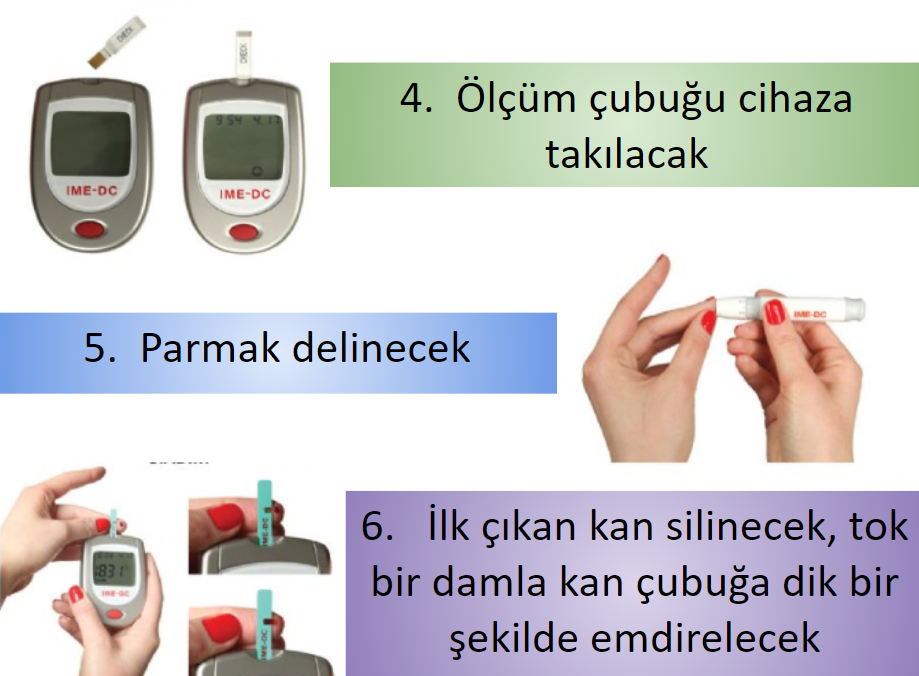 IME-DC
9 54 4.17
IME-DC
4. Ölçüm çubuğu cihaza
takılacak
5. Parmak delinecek
IME-DC
831
IME-DC
IME-DC
IME-DC
6. İlk çıkan kan silinecek, tok
bir damla kan çubuğa dik bir
şekilde emdirelecek